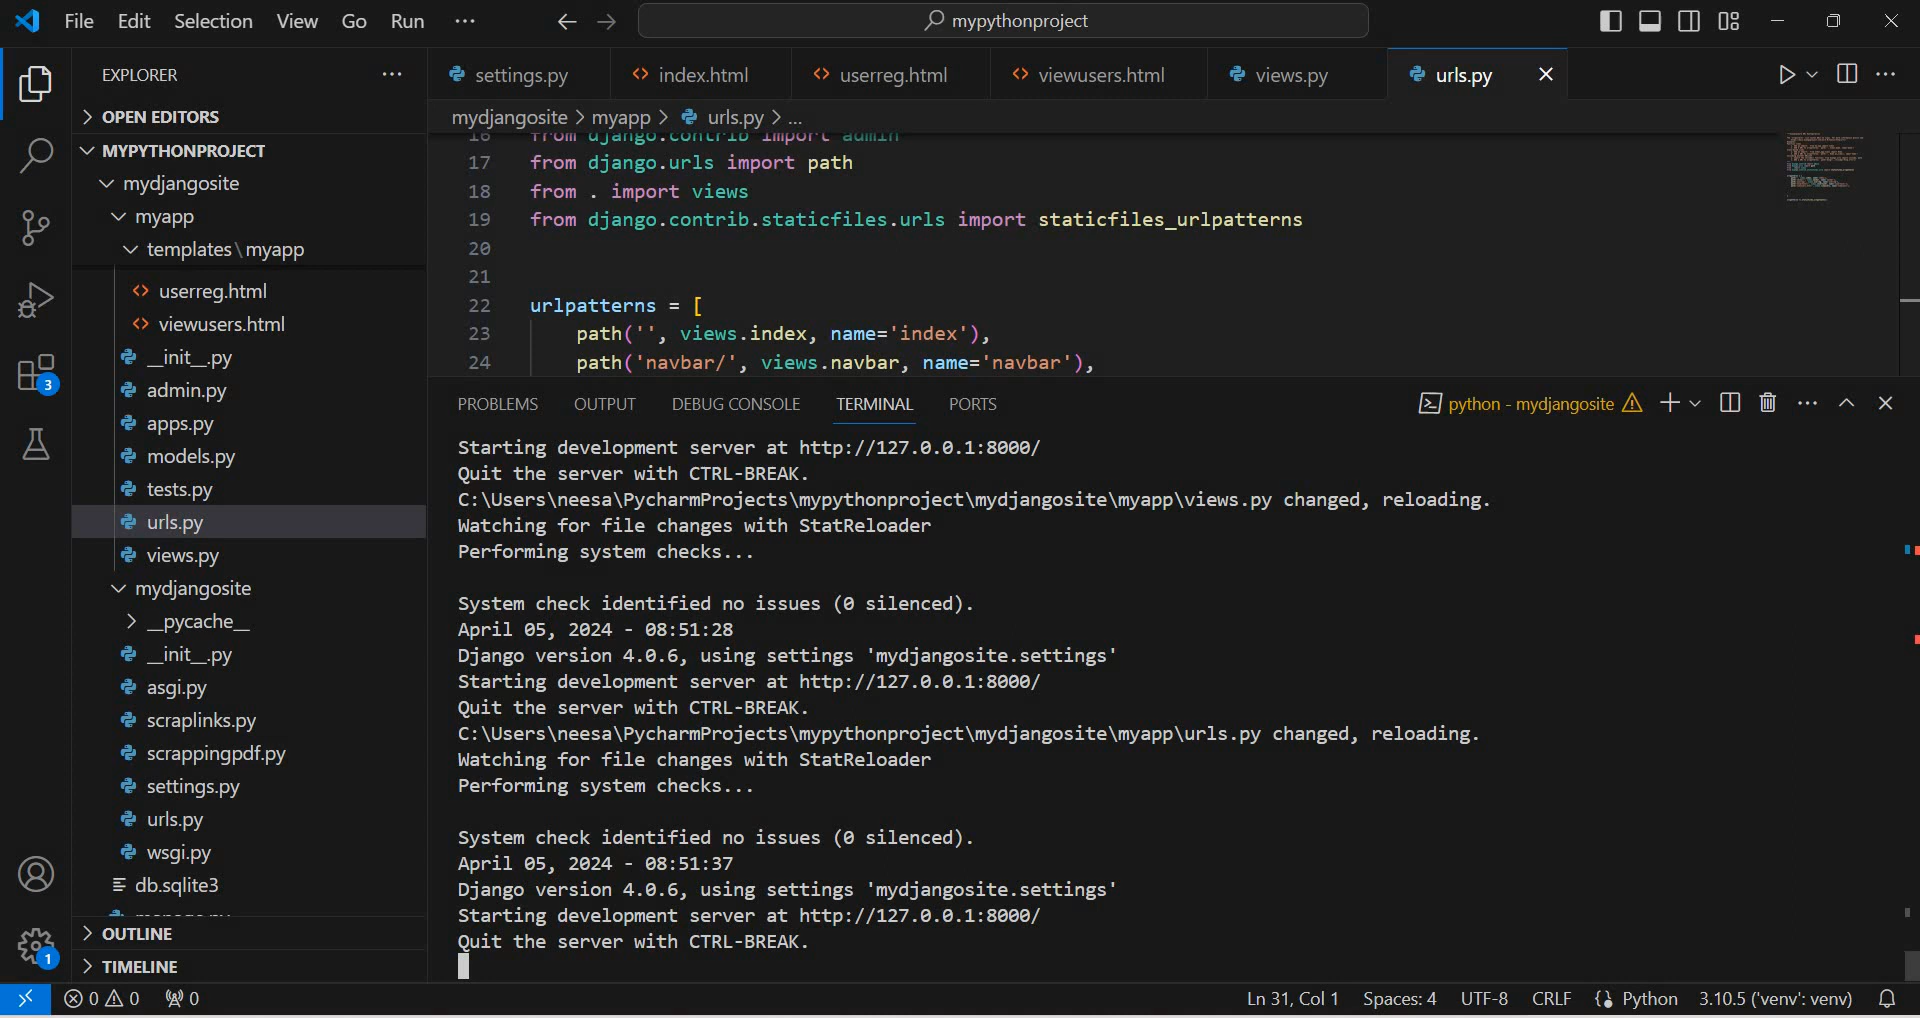 File Edit Selection View Go Run ...
mypythonproject
EXPLORER
OPEN EDITORS
MYPYTHONPROJECT
mydjangosite
myapp
templates\myapp
userreg.html
viewusers.html
__init__.py
admin.py
apps.py
models.py
tests.py
urls.py
views.py
mydjangosite
__pycache__
__init__.py
asgi.py
scraplinks.py
scrappingpdf.py
settings.py
urls.py
wsgi.py
db.sqlite3
OUTLINE
TIMELINE
3
1
settings.py index.html userreg.html viewusers.html views.py urls.py
mydjangosite > myapp > urls.py > ...
16 from django.contrib import admin
17 from django.urls import path
18 from . import views
19 from django.contrib.staticfiles.urls import staticfiles_urlpatterns
20
21
22 urlpatterns = [
23 path('', views.index, name='index'),
24 path('navbar/', views.navbar, name='navbar'),
PROBLEMS OUTPUT DEBUG CONSOLE TERMINAL PORTS python - mydjangosite
Starting development server at http://127.0.0.1:8000/
Quit the server with CTRL-BREAK.
C:\Users\neesa\PycharmProjects\mypythonproject\mydjangosite\myapp\views.py changed, reloading.
Watching for file changes with StatReloader
Performing system checks...
System check identified no issues (0 silenced).
April 05, 2024 - 08:51:28
Django version 4.0.6, using settings 'mydjangosite.settings'
Starting development server at http://127.0.0.1:8000/
Quit the server with CTRL-BREAK.
C:\Users\neesa\PycharmProjects\mypythonproject\mydjangosite\myapp\urls.py changed, reloading.
Watching for file changes with StatReloader
Performing system checks...
System check identified no issues (0 silenced).
April 05, 2024 - 08:51:37
Django version 4.0.6, using settings 'mydjangosite.settings'
Starting development server at http://127.0.0.1:8000/
Quit the server with CTRL-BREAK.
0 0 0 Ln 31, Col 1 Spaces: 4 UTF-8 CRLF Python 3.10.5 ('venv': venv)